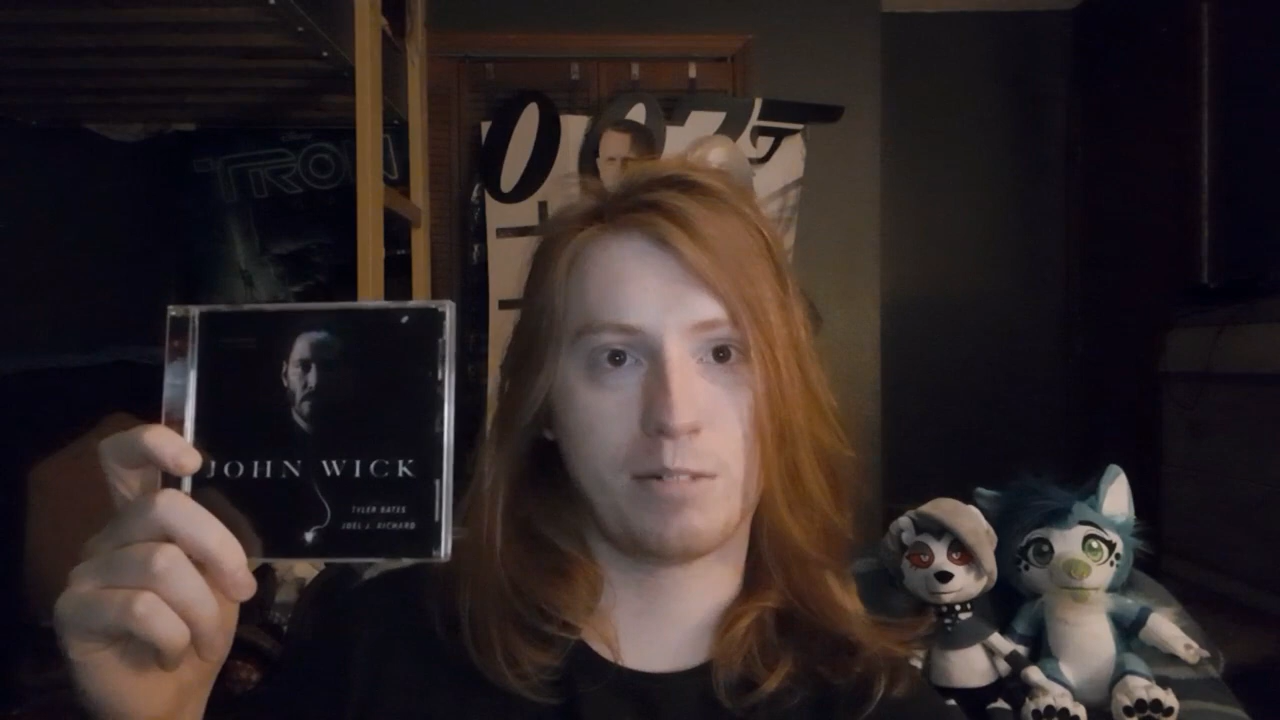 TRON
007
JOHN WICK
TYLER BATES
JOEL J. RICHARD